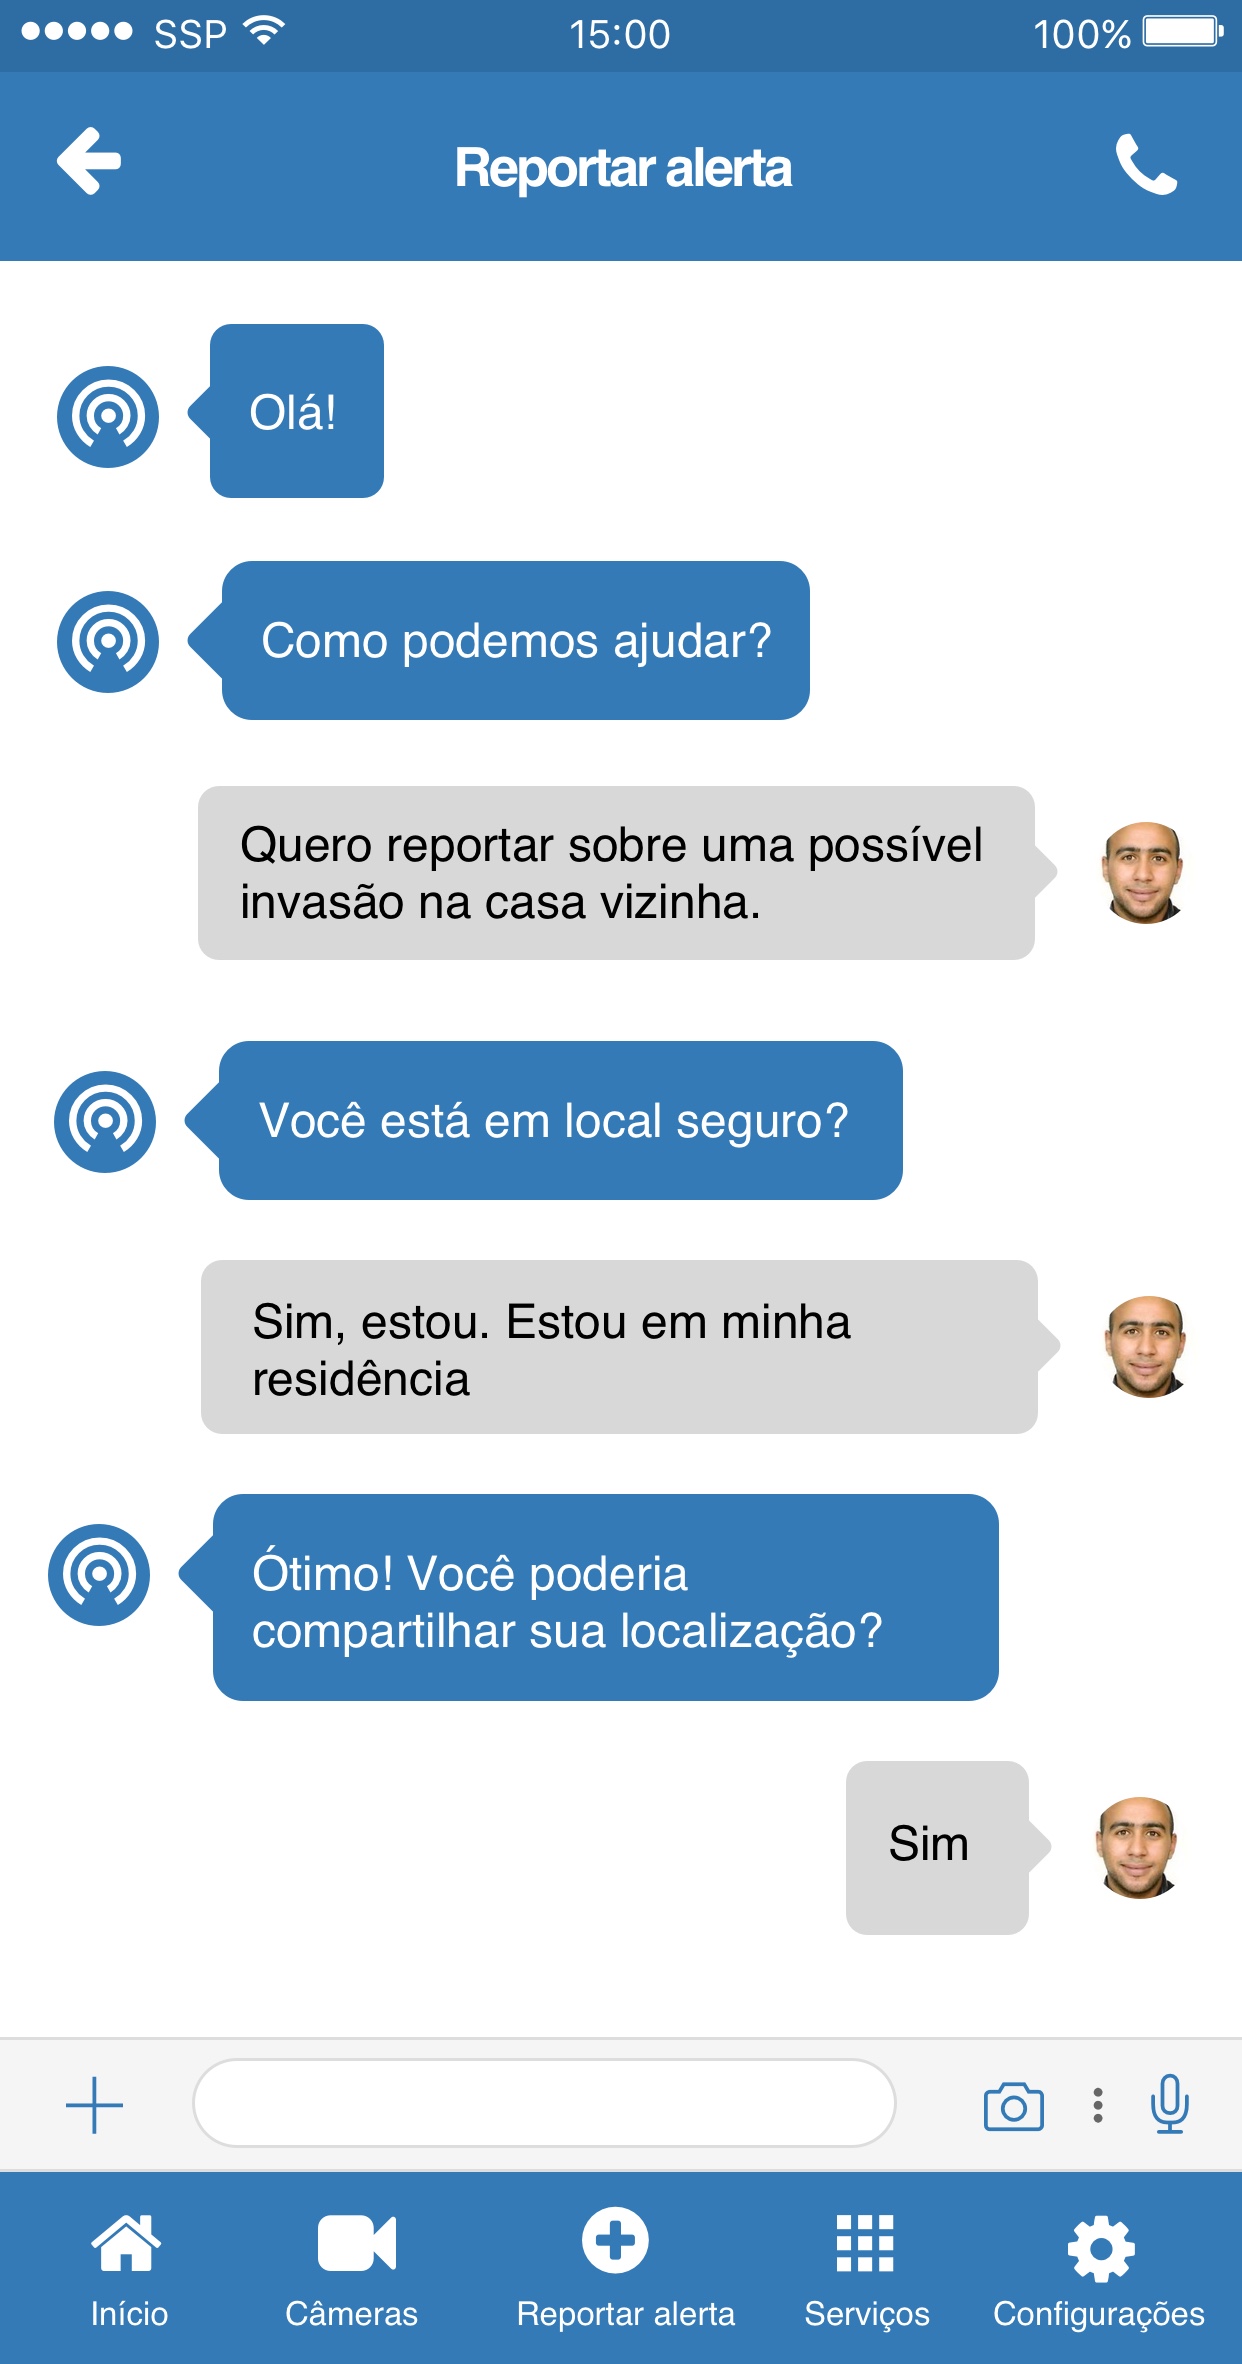 SSP 15:00 100%
Reportar alerta
Olá!
Como podemos ajudar?
Quero reportar sobre uma possível
invasão na casa vizinha.
Você está em local seguro?
Sim, estou. Estou em minha
residência
Ótimo! Você poderia
compartilhar sua localização?
Sim
Início Câmeras Reportar alerta Serviços Configurações